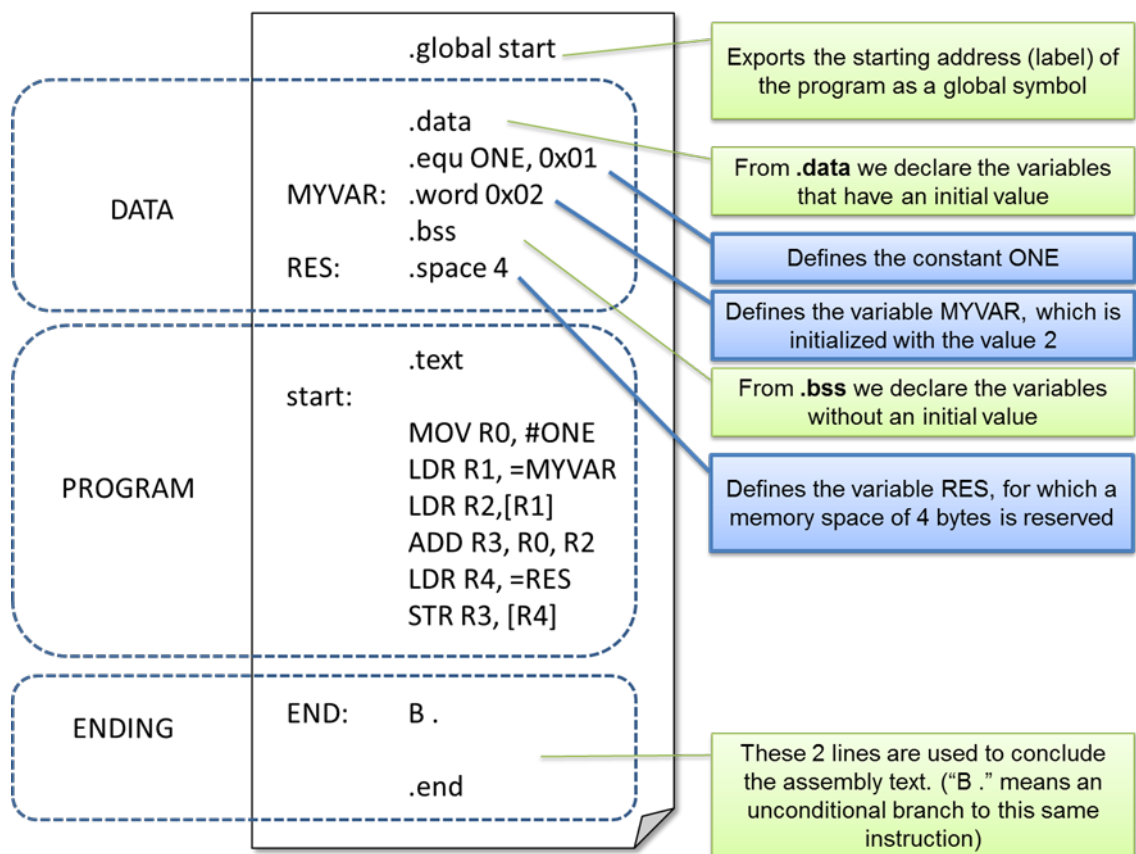 .global start
Exports the starting address (label) of
the program as a global symbol
DATA
.data
.equ ONE, 0x01
MYVAR: .word 0x02
.bss
RES: .space 4
From .data we declare the variables
that have an initial value
Defines the constant ONE
Defines the variable MYVAR, which is
initialized with the value 2
From .bss we declare the variables
without an initial value
Defines the variable RES, for which a
memory space of 4 bytes is reserved
PROGRAM
.text
start:
MOV R0, #ONE
LDR R1, =MYVAR
LDR R2,[R1]
ADD R3, R0, R2
LDR R4, =RES
STR R3, [R4]
ENDING
END: B .
.end
These 2 lines are used to conclude
the assembly text. (“B .” means an
unconditional branch to this same
instruction)